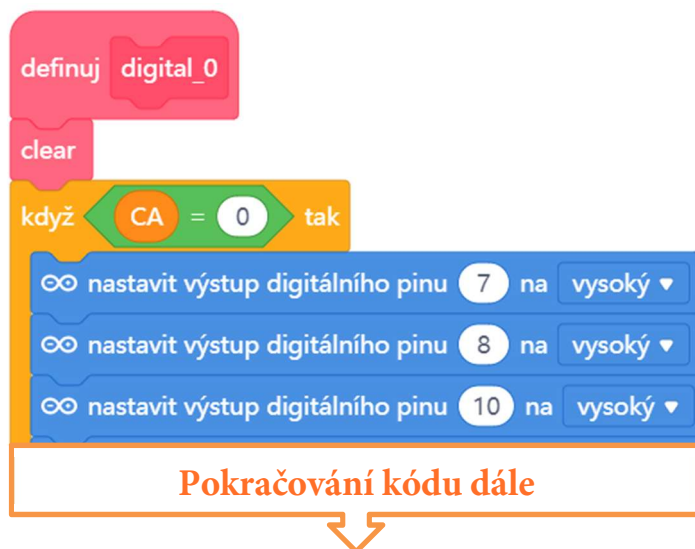 definuj digital_0
clear
když CA = 0 tak
nastavit výstup digitálního pinu 7 na vysoký
nastavit výstup digitálního pinu 8 na vysoký
nastavit výstup digitálního pinu 10 na vysoký
Pokračování kódu dále